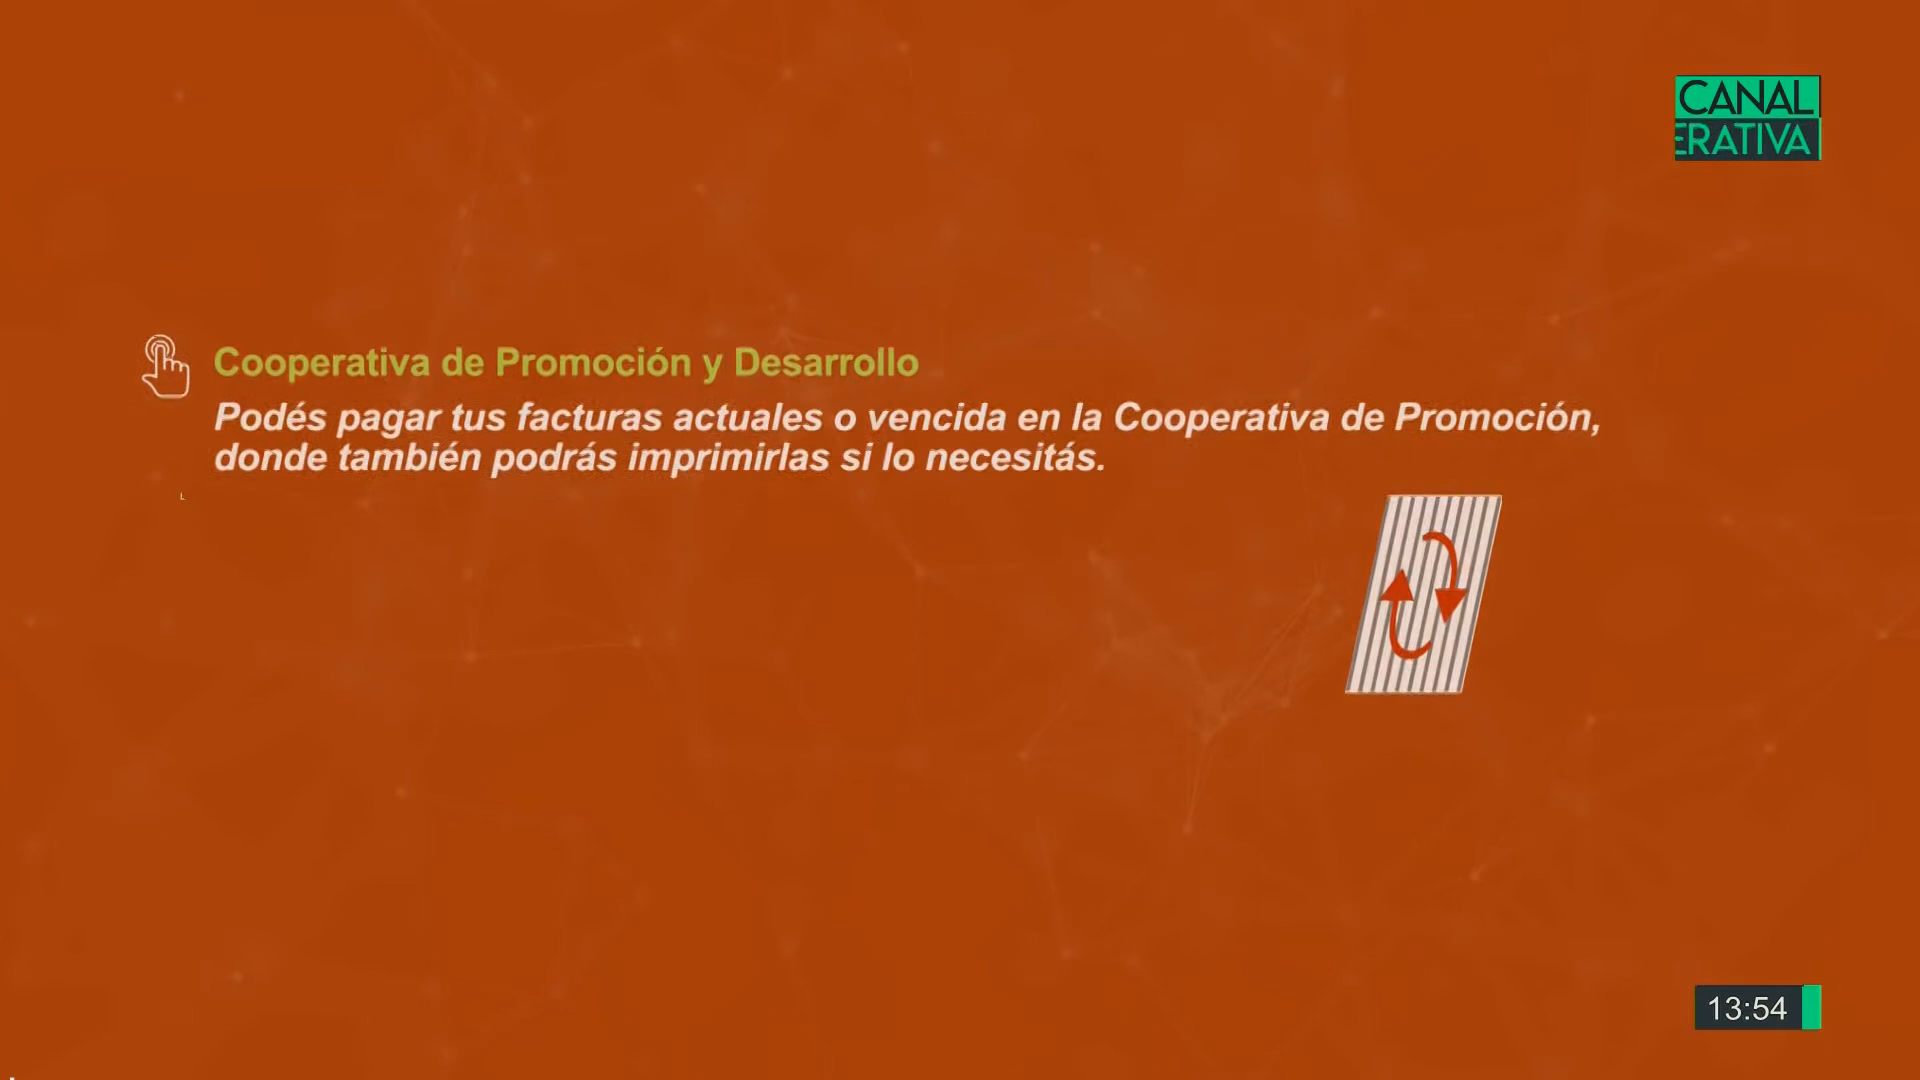 CANAL
ERATIVA
Cooperativa de Promoción y Desarrollo
Podés pagar tus facturas actuales o vencida en la Cooperativa de Promoción,
donde también podrás imprimirlas si lo necesitás.
13:54